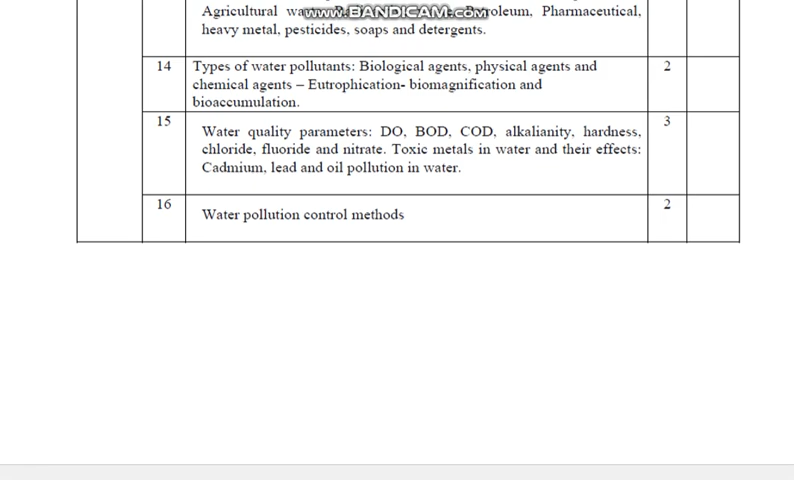 Agricultural
www.BANDICAM.com
Petroleum, Pharmaceutical,
heavy metal, pesticides, soaps and detergents.
14 Types of water pollutants: Biological agents, physical agents and 2
chemical agents – Eutrophication- biomagnification and
bioaccumulation.
15 3
Water quality parameters: DO, BOD, COD, alkalianity, hardness,
chloride, fluoride and nitrate. Toxic metals in water and their effects:
Cadmium, lead and oil pollution in water.
16 2
Water pollution control methods